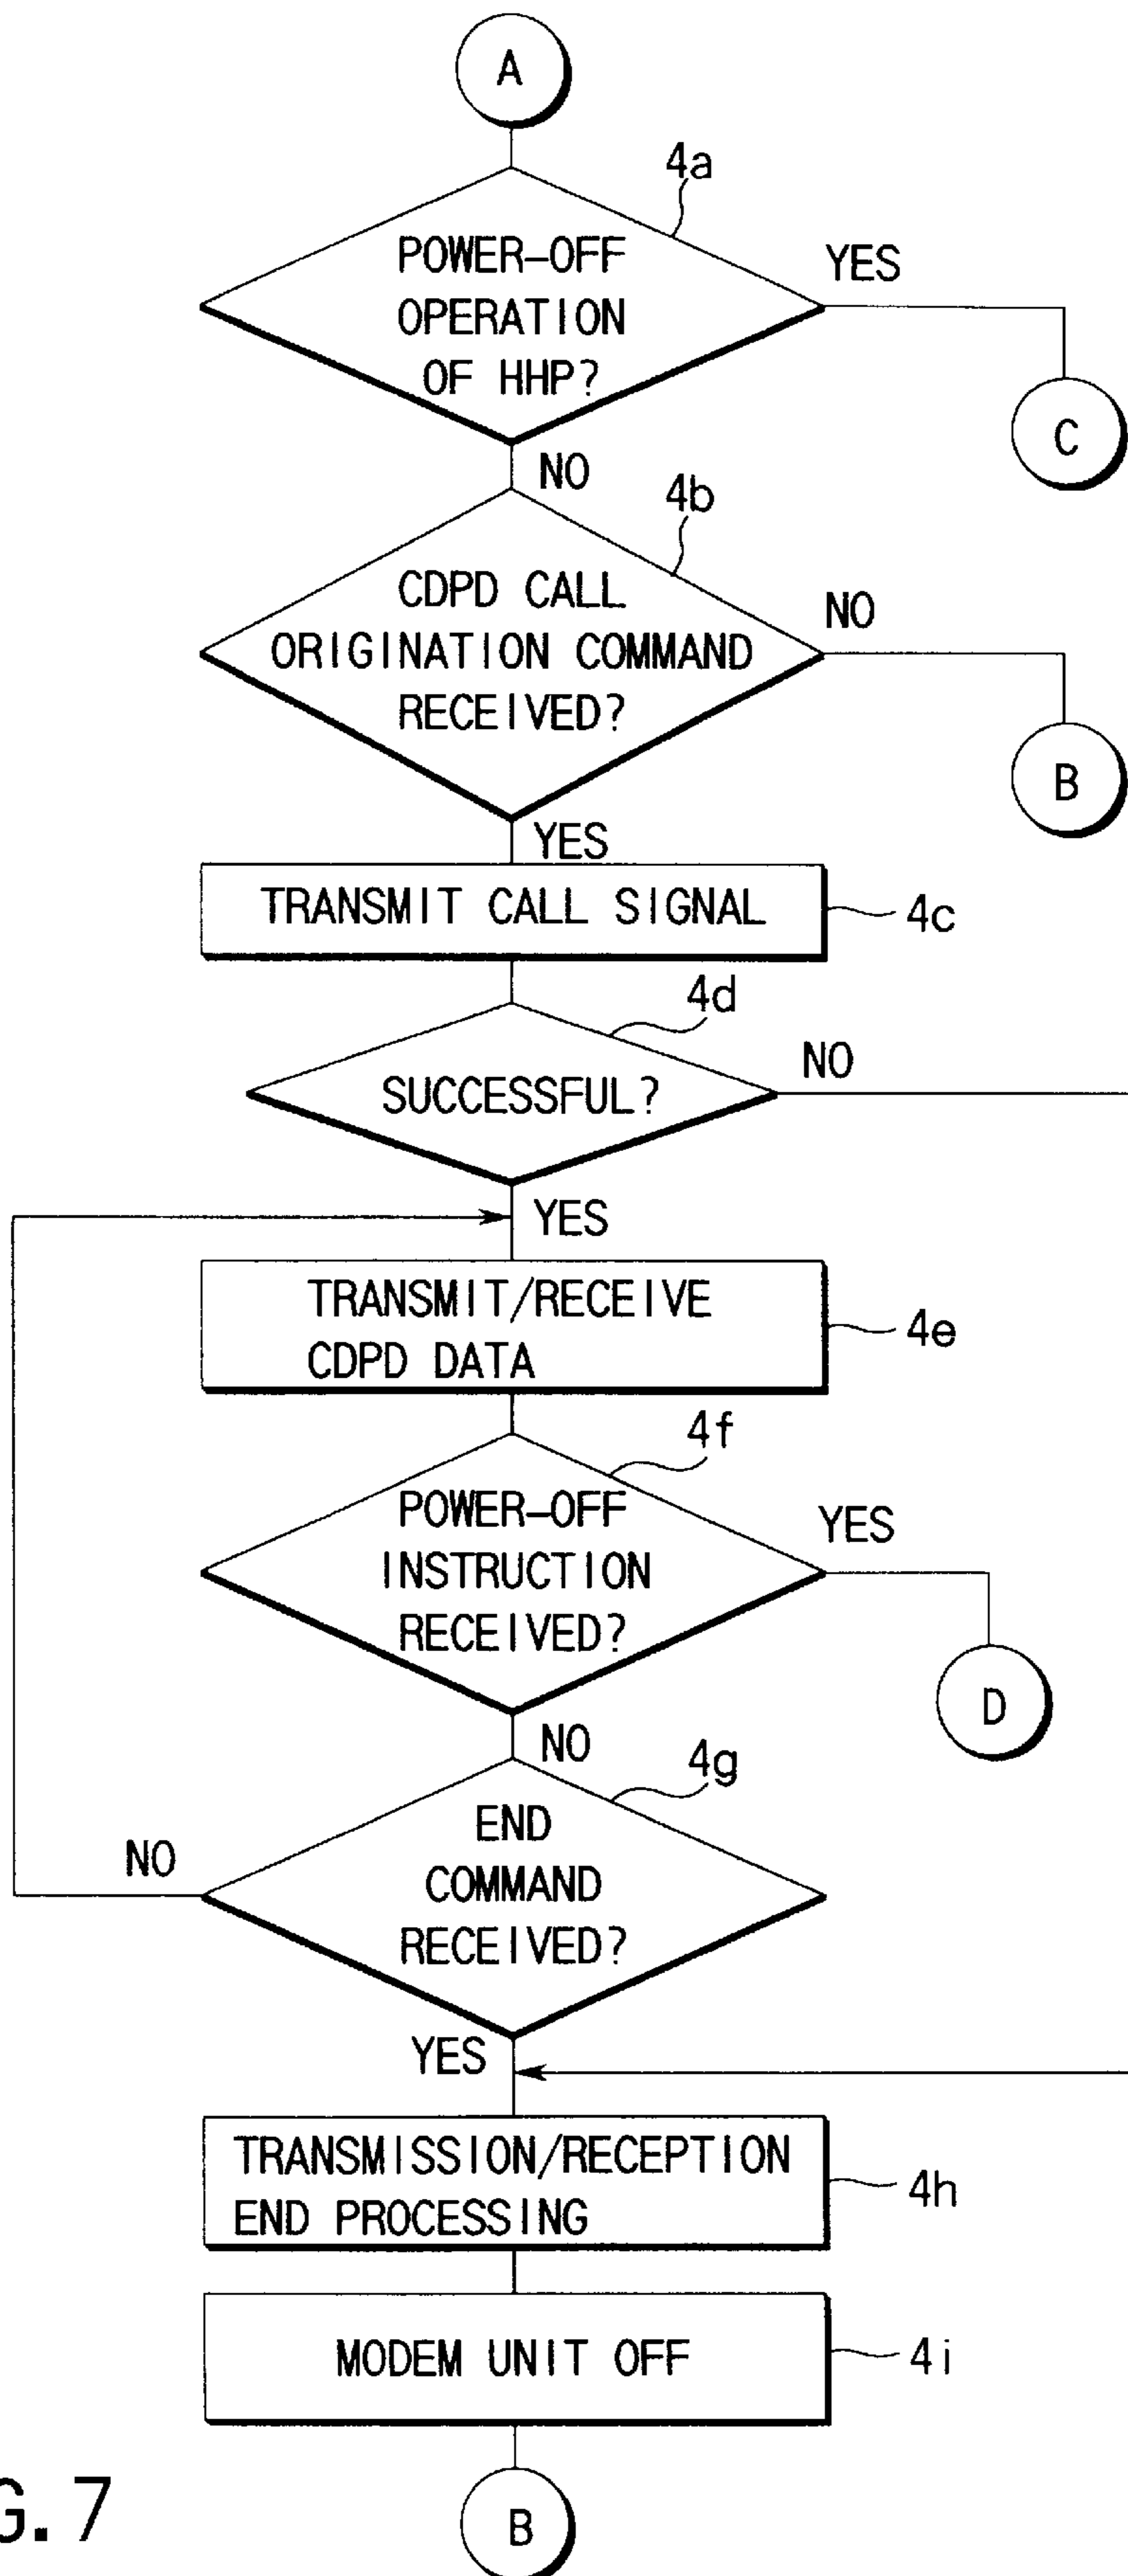 A
4a
POWER-OFF
OPERATION
OF HHP?
YES
C
NO
4b
CDPD CALL
ORIGINATION COMMAND
RECEIVED?
NO
B
YES
TRANSMIT CALL SIGNAL
4c
4d
SUCCESSFUL?
NO
YES
TRANSMIT/RECEIVE
CDPD DATA
4e
4f
POWER-OFF
INSTRUCTION
RECEIVED?
YES
D
NO
4g
END
COMMAND
RECEIVED?
NO
YES
TRANSMISSION/RECEPTION
END PROCESSING
4h
MODEM UNIT OFF
4i
B
G. 7